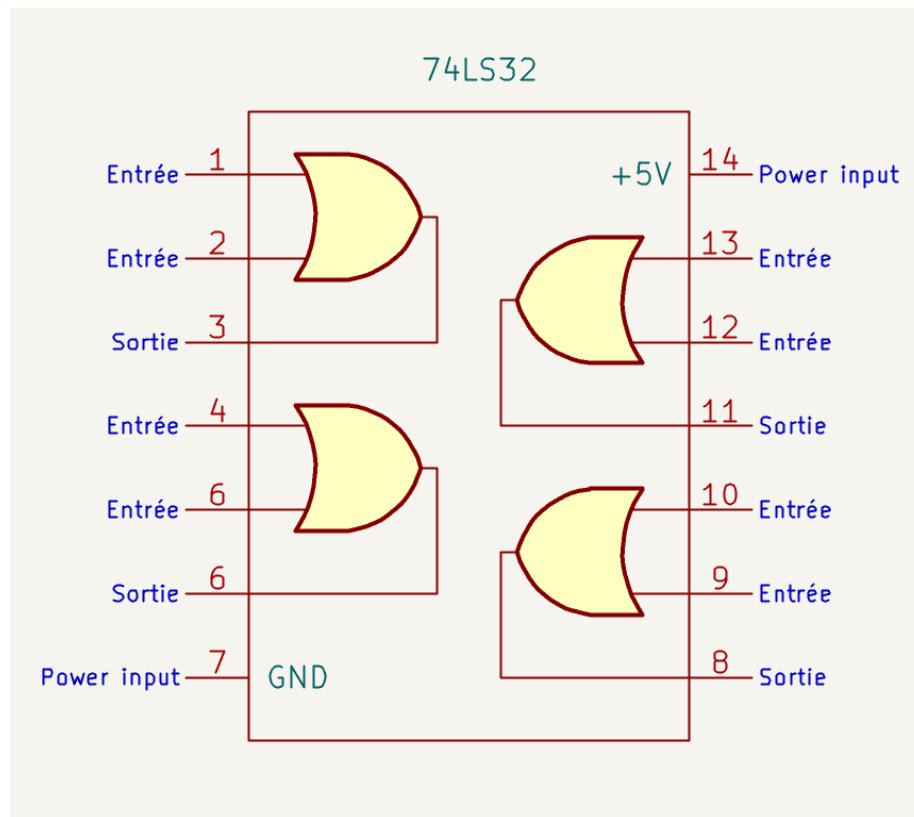 74LS32
Entrée 1
+5V 14 Power input
Entrée 2
13 Entrée
Sortie 3
12 Entrée
Entrée 4
11 Sortie
Entrée 6
10 Entrée
Sortie 6
9 Entrée
Power input 7 GND
8 Sortie